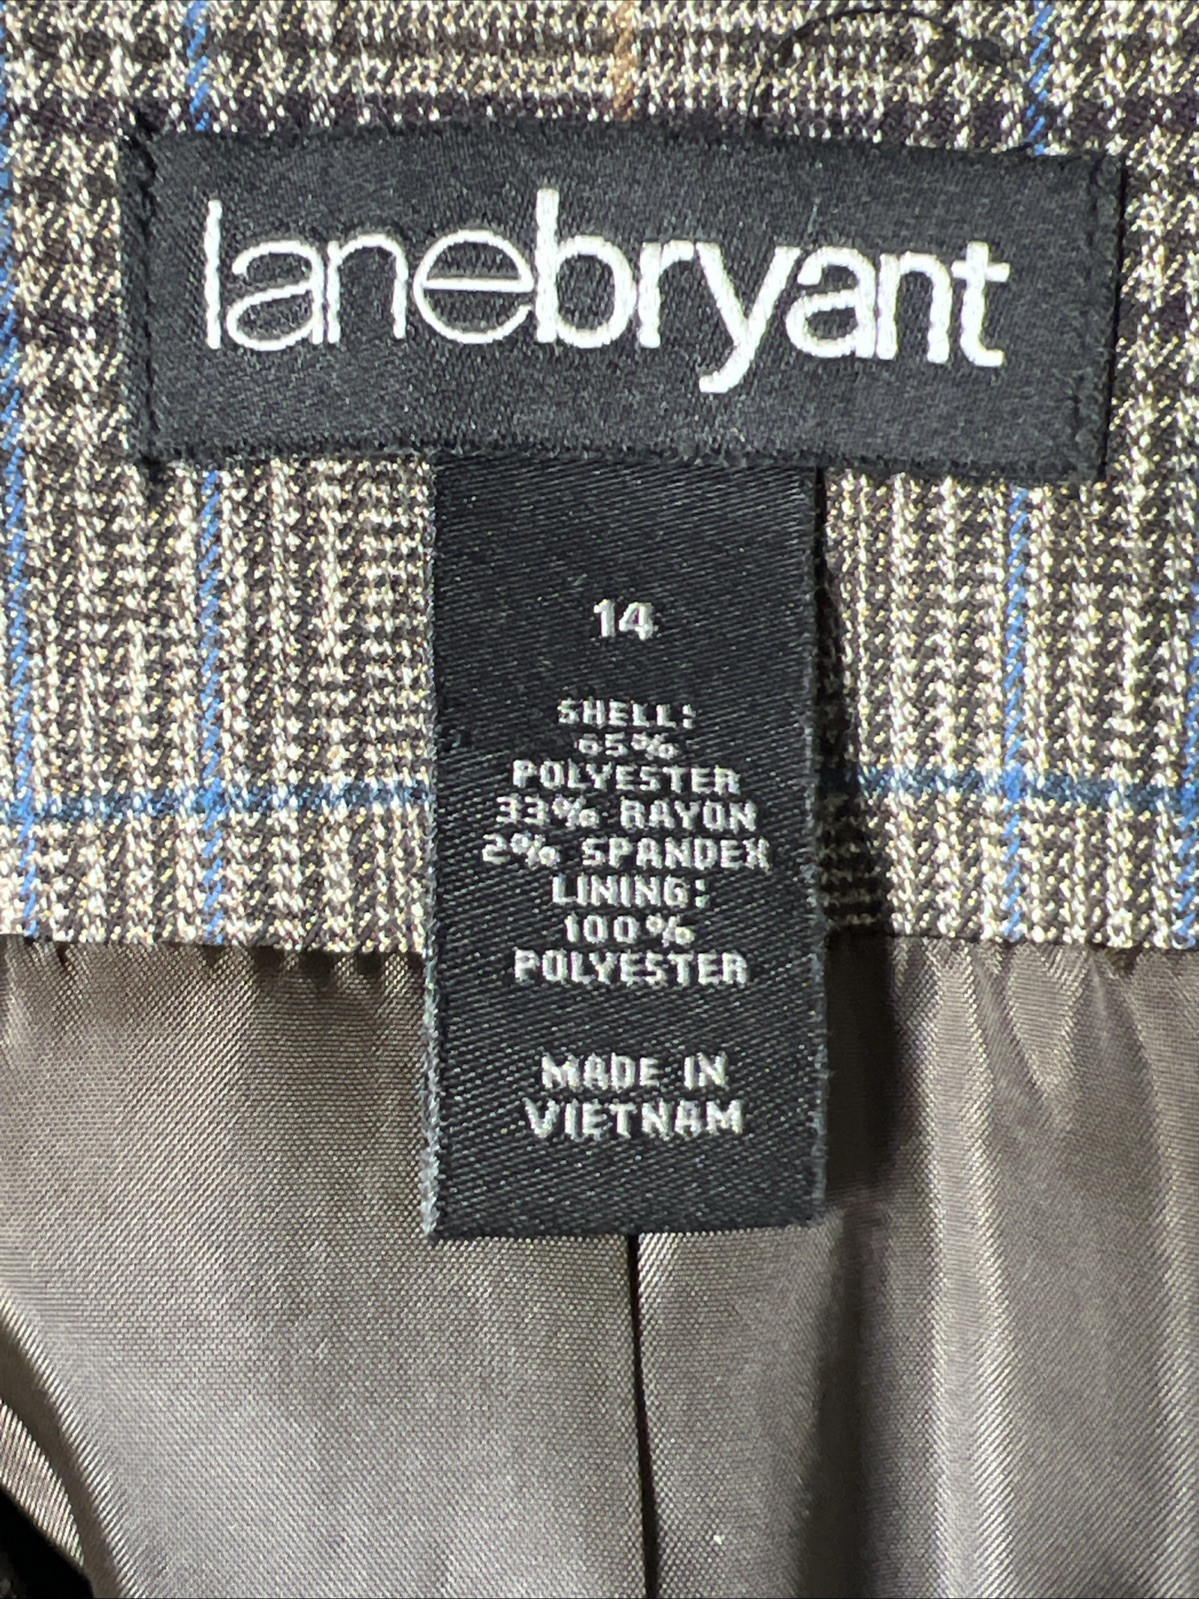 lanebryant
14
SHELL:
65%
POLYESTER
33% RAYON
2% SPANDEX
LINING:
100%
POLYESTER
MADE IN
VIETNAM